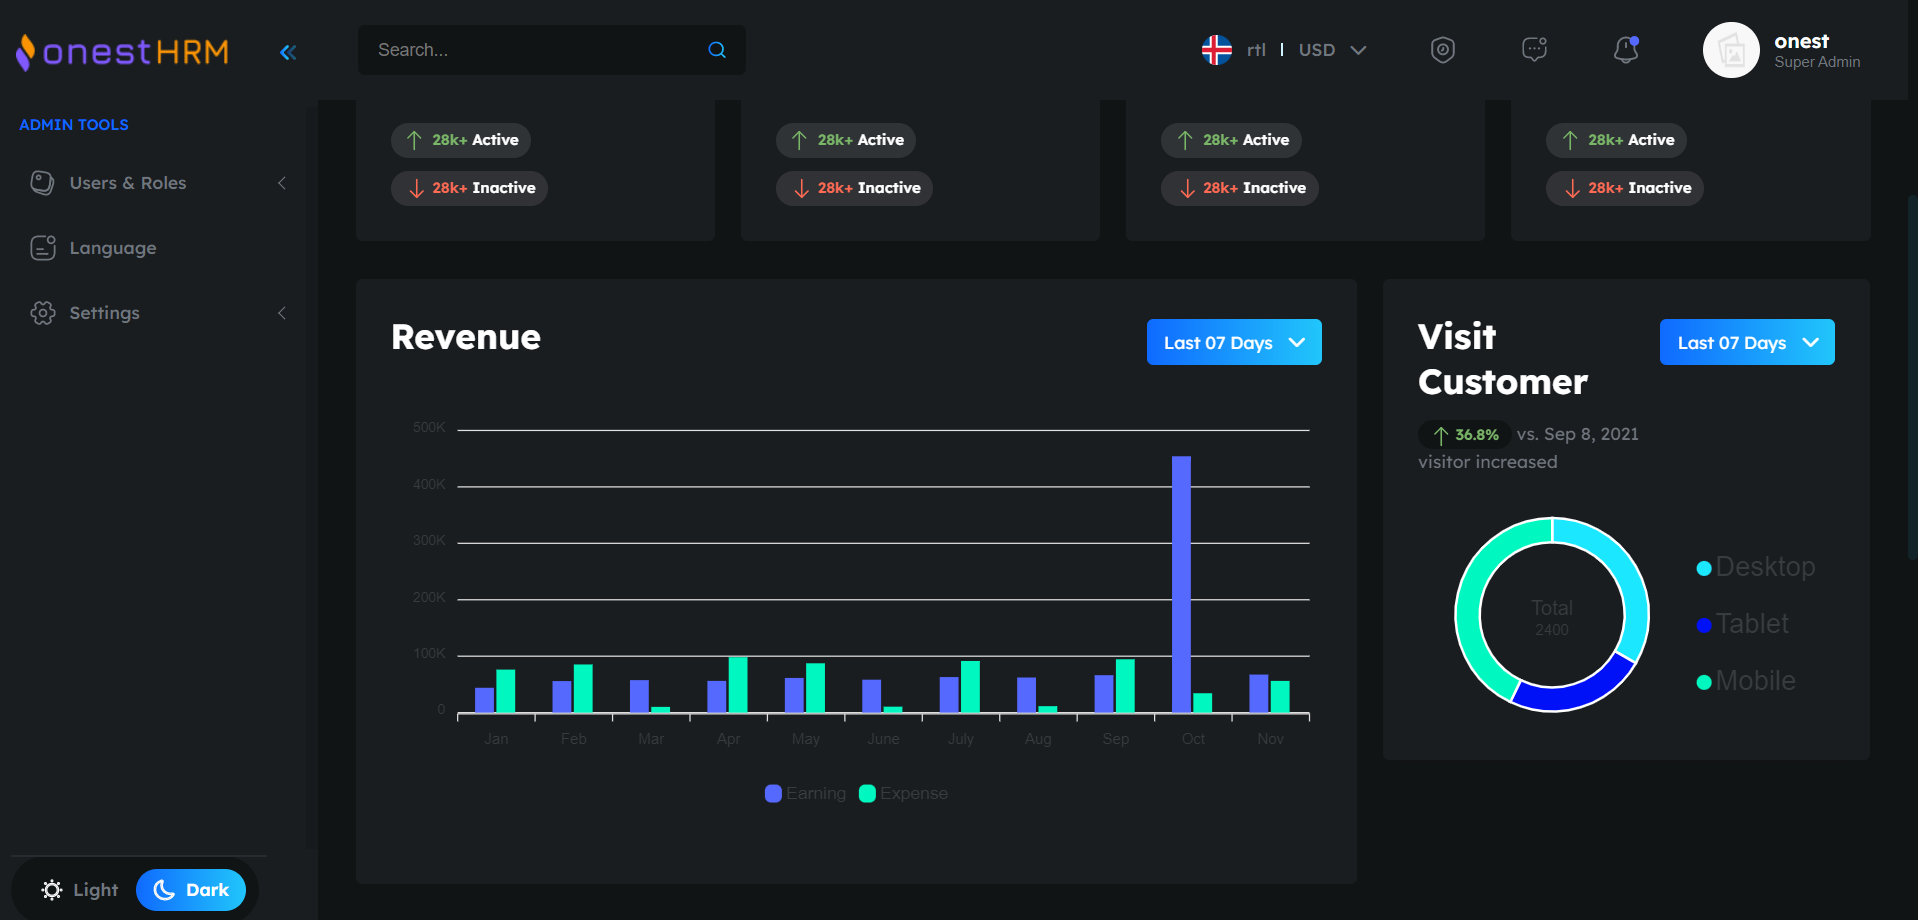 onestHRM
Search...
rtl | USD
onest
Super Admin
ADMIN TOOLS
Users & Roles
Language
Settings
28k+ Active
28k+ Inactive
28k+ Active
28k+ Inactive
28k+ Active
28k+ Inactive
28k+ Active
28k+ Inactive
Revenue
Last 07 Days
500K
400K
300K
200K
100K
0
Jan Feb Mar Apr May June July Aug Sep Oct Nov
Earning Expense
Visit
Customer
Last 07 Days
36.8% vs. Sep 8, 2021
visitor increased
Total
2400
Desktop
Tablet
Mobile
Light Dark